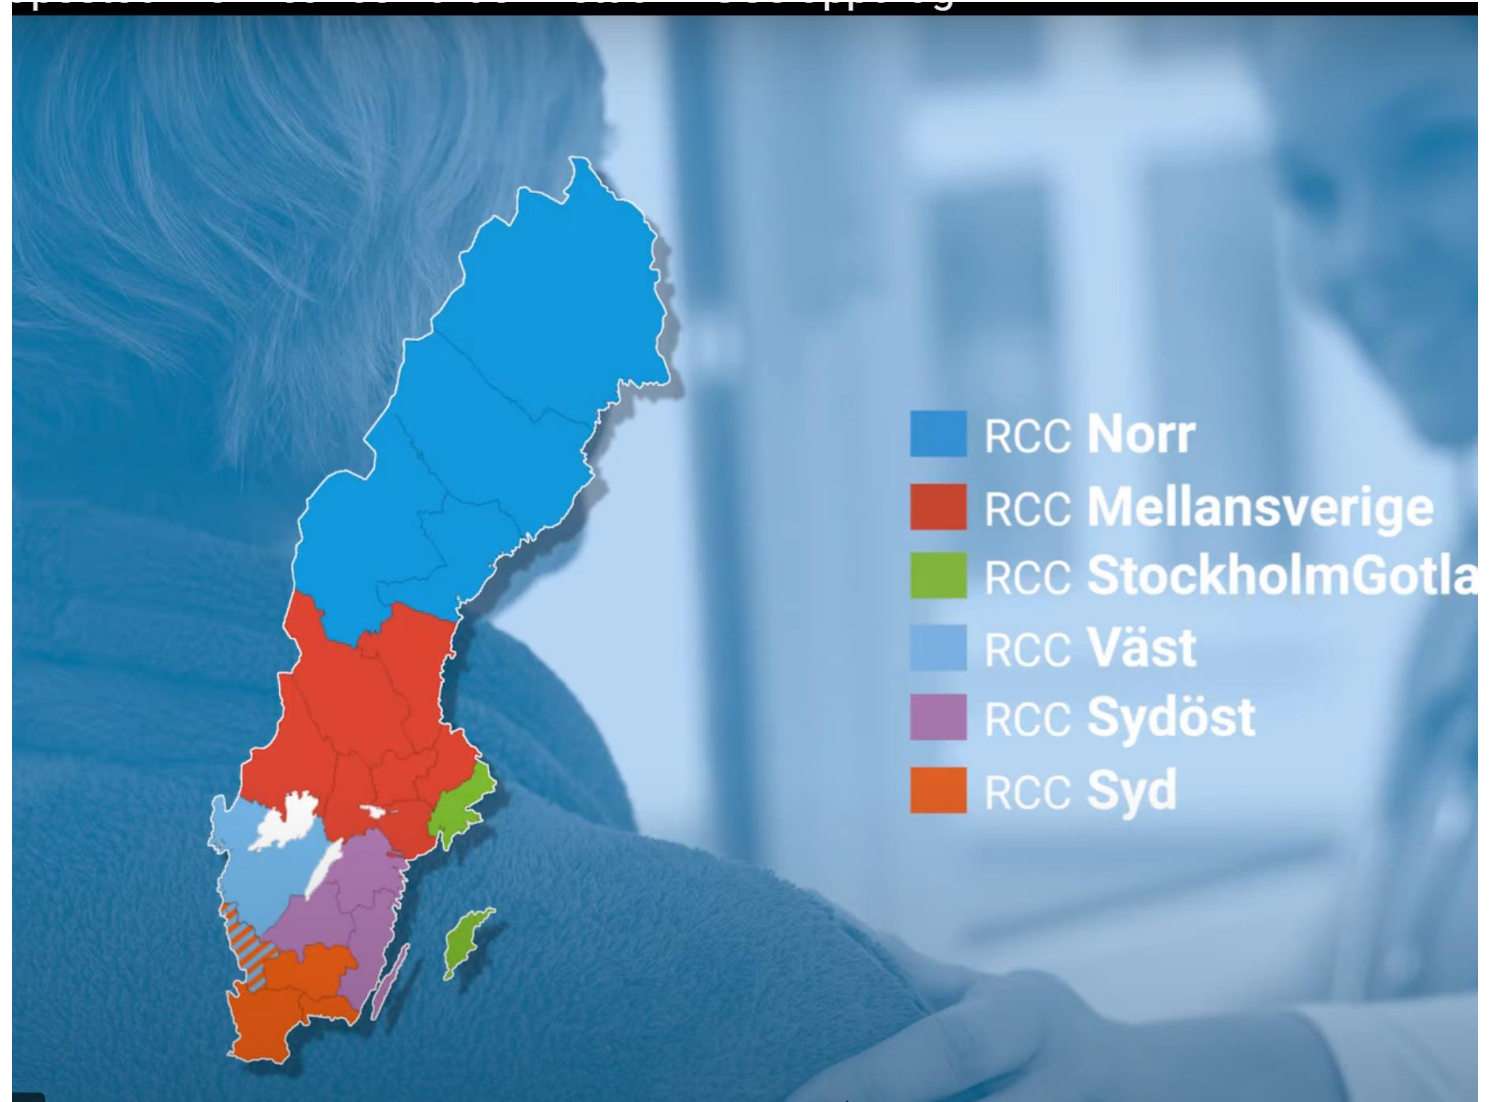 RCC Norr
RCC Mellansverige
RCC StockholmGotla
RCC Väst
RCC Sydöst
RCC Syd